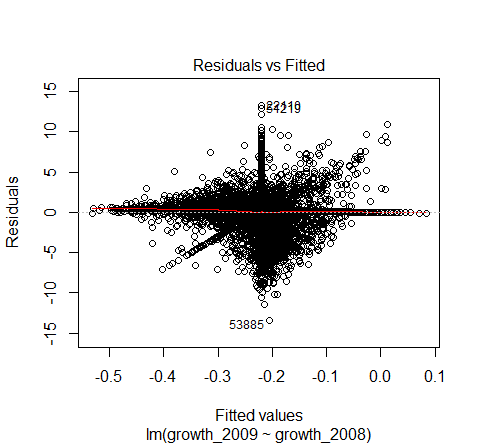 Residuals vs Fitted
Residuals
15
10
5
0
-5
-10
-15
54219
53885
-0.5 -0.4 -0.3 -0.2 -0.1 0.0 0.1
Fitted values
lm(growth_2009 ~ growth_2008)